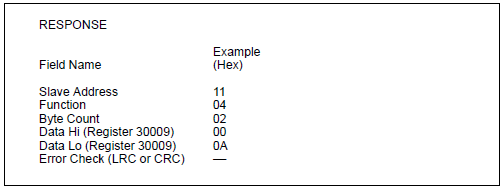 RESPONSE
Example
Field Name (Hex)
Slave Address 11
Function 04
Byte Count 02
Data Hi (Register 30009) 00
Data Lo (Register 30009) 0A
Error Check (LRC or CRC) —